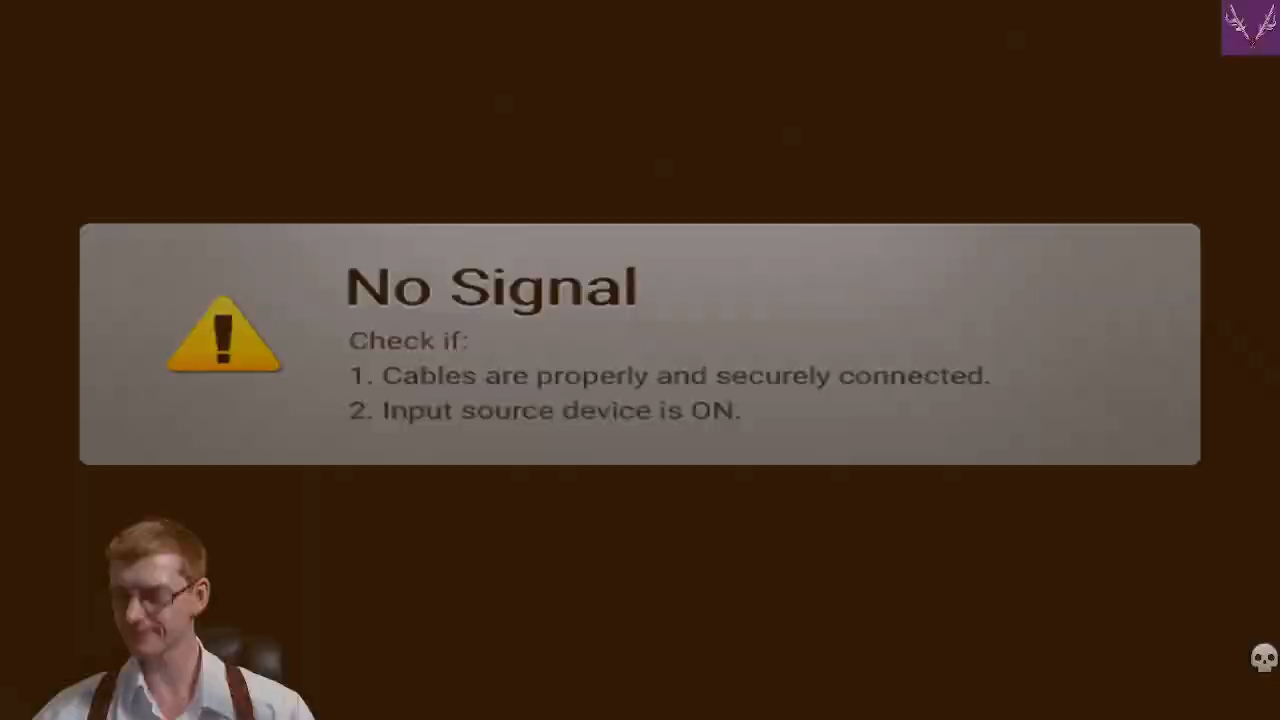 No Signal
Check if:
1. Cables are properly and securely connected.
2. Input source device is ON.